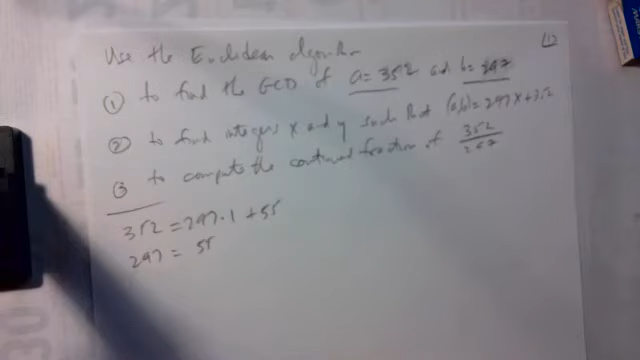 (1)
Use the Euclidean algorithm
① to find the GCD of a = 352 and b = 297
② to find integers x and y such that (a,b) = 297x + 352
③ to compute the continued fraction of 352/297
352 = 297·1 + 55
297 = 55